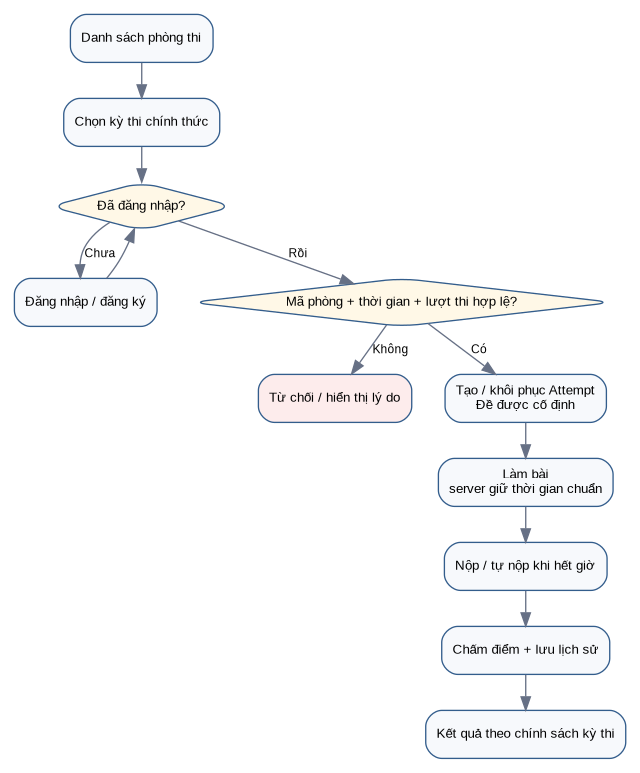 Danh sách phòng thi
Chọn kỳ thi chính thức
Đã đăng nhập?
Chưa
Rồi
Đăng nhập / đăng ký
Mã phòng + thời gian + lượt thi hợp lệ?
Không
Có
Từ chối / hiển thị lý do
Tạo / khôi phục Attempt
Đề được cố định
Làm bài
server giữ thời gian chuẩn
Nộp / tự nộp khi hết giờ
Chấm điểm + lưu lịch sử
Kết quả theo chính sách kỳ thi